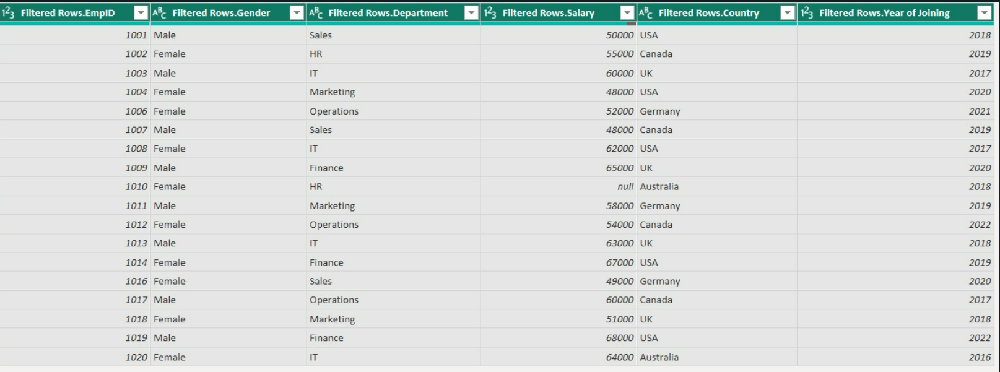 1²3 Filtered Rows.EmpID ABC Filtered Rows.Gender ABC Filtered Rows.Department 1²3 Filtered Rows.Salary ABC Filtered Rows.Country 1²3 Filtered Rows.Year of Joining
1001 Male Sales 50000 USA 2018
1002 Female HR 55000 Canada 2019
1003 Male IT 60000 UK 2017
1004 Female Marketing 48000 USA 2020
1006 Female Operations 52000 Germany 2021
1007 Male Sales 48000 Canada 2019
1008 Female IT 62000 USA 2017
1009 Male Finance 65000 UK 2020
1010 Female HR null Australia 2018
1011 Male Marketing 58000 Germany 2019
1012 Female Operations 54000 Canada 2022
1013 Male IT 63000 UK 2018
1014 Female Finance 67000 USA 2019
1016 Female Sales 49000 Germany 2020
1017 Male Operations 60000 Canada 2017
1018 Female Marketing 51000 UK 2018
1019 Male Finance 68000 USA 2022
1020 Female IT 64000 Australia 2016